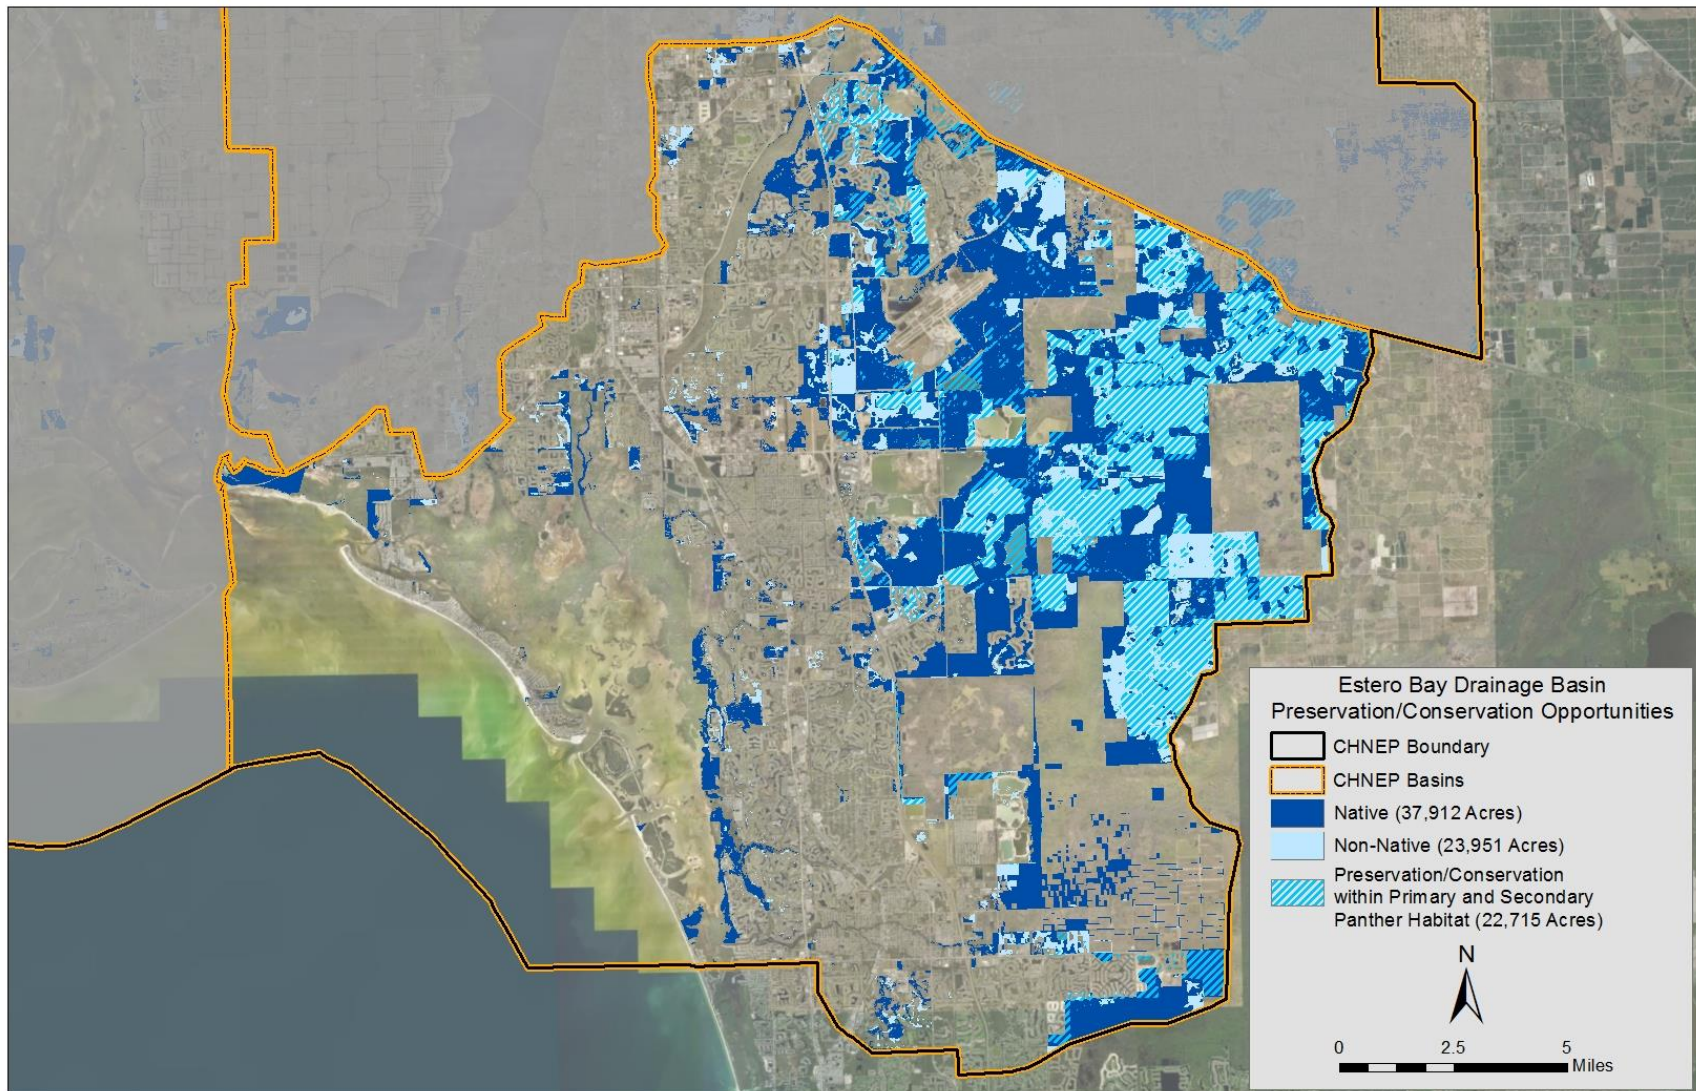 Estero Bay Drainage Basin
Preservation/Conservation Opportunities
CHNEP Boundary
CHNEP Basins
Native (37,912 Acres)
Non-Native (23,951 Acres)
Preservation/Conservation
within Primary and Secondary
Panther Habitat (22,715 Acres)
N
0 2.5 5
Miles